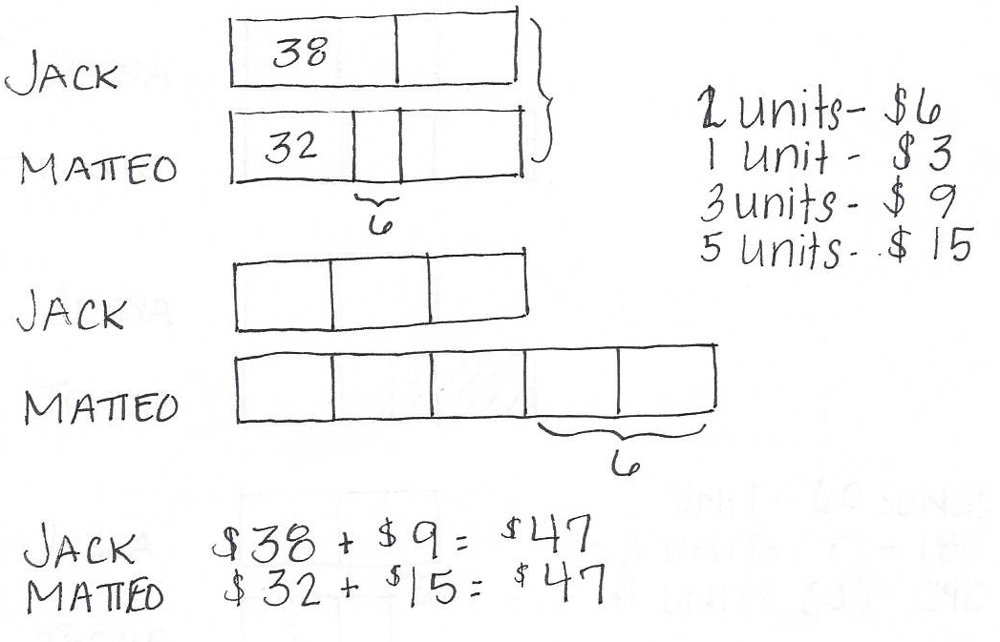 JACK 38
MATTEO 32
6
2 units- $6
1 unit - $3
3 units- $9
5 units- $15
JACK
MATTEO
6
JACK $38 + $9 = $47
MATTEO $32 + $15 = $47